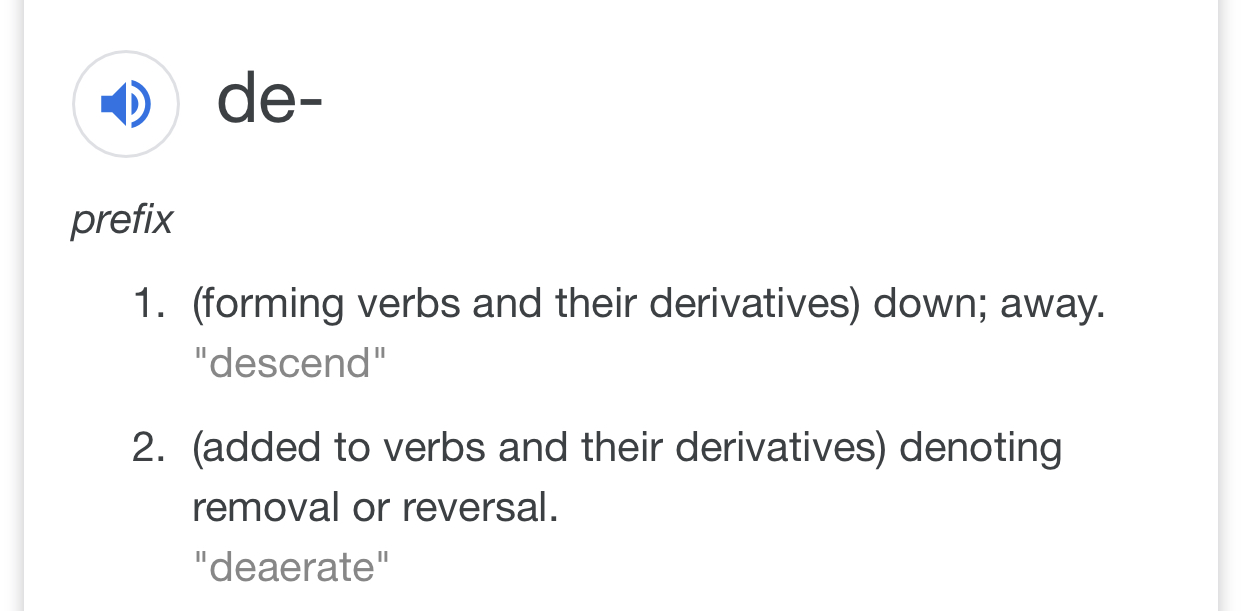 de-
prefix
1. (forming verbs and their derivatives) down; away.
"descend"
2. (added to verbs and their derivatives) denoting
removal or reversal.
"deaerate"